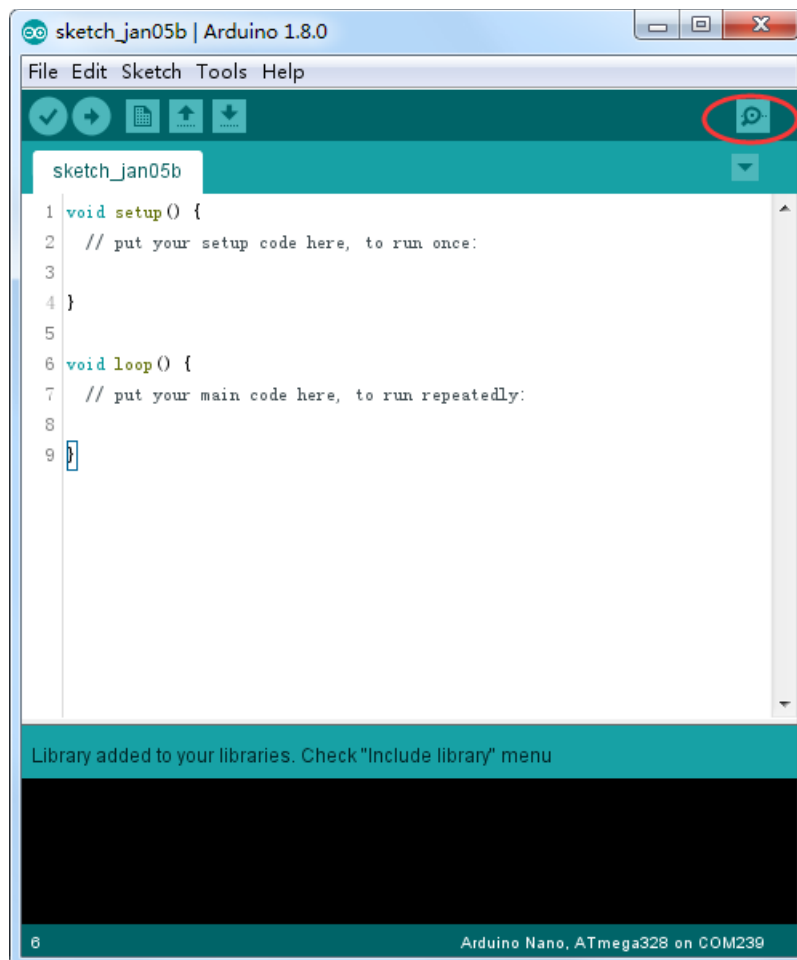 sketch_jan05b | Arduino 1.8.0
File Edit Sketch Tools Help
sketch_jan05b
1 void setup() {
2 // put your setup code here, to run once:
3
4 }
5
6 void loop() {
7 // put your main code here, to run repeatedly:
8
9 }
Library added to your libraries. Check "Include library" menu
6 Arduino Nano, ATmega328 on COM239